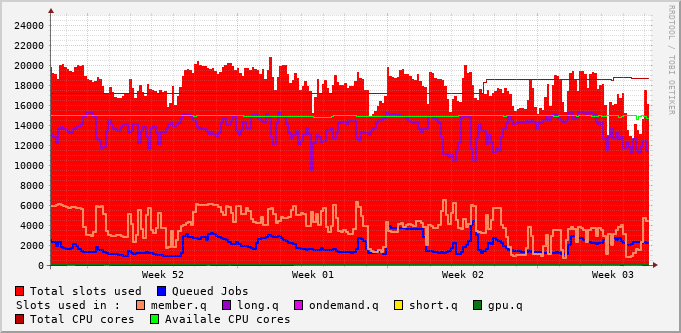 RRDTOOL / TOBI OETIKER
24000
22000
20000
18000
16000
14000
12000
10000
8000
6000
4000
2000
0
Week 52 Week 01 Week 02 Week 03
Total slots used Queued Jobs
Slots used in : member.q long.q ondemand.q short.q gpu.q
Total CPU cores Availale CPU cores